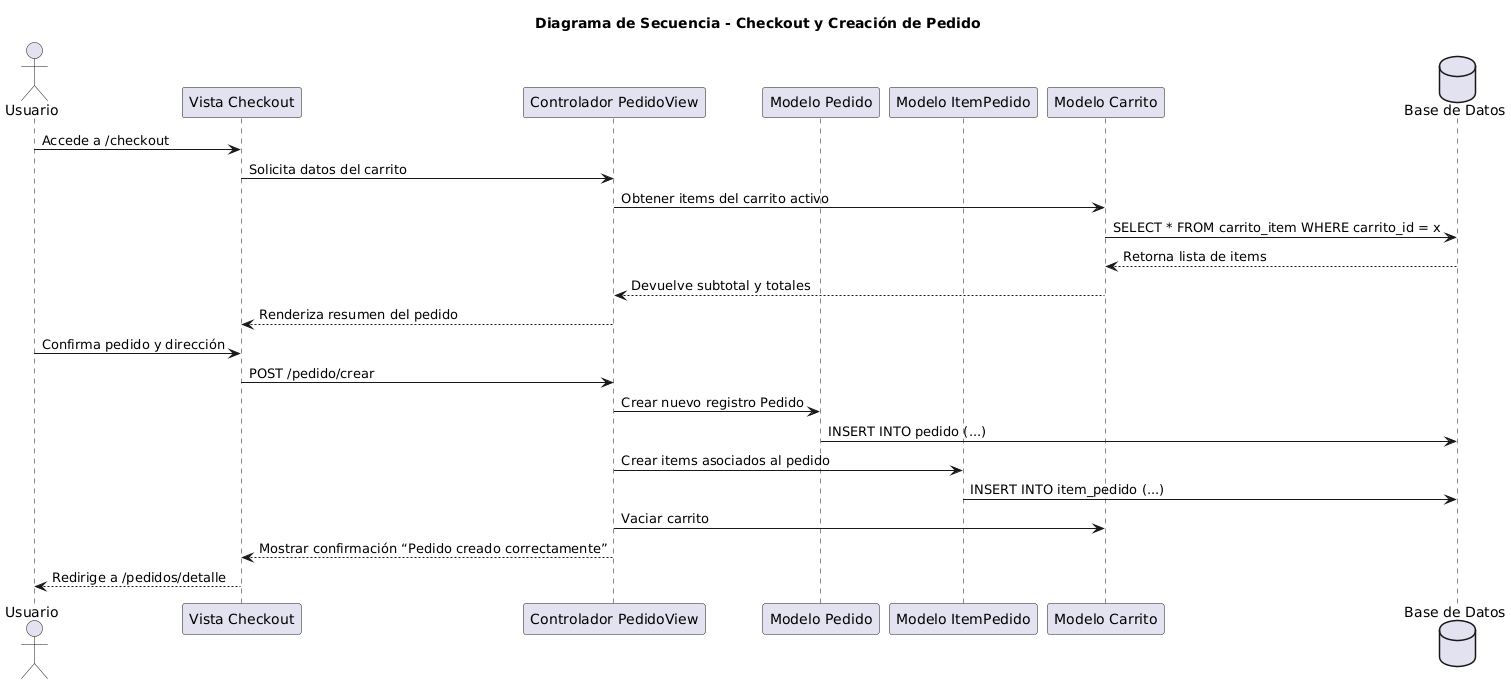 Diagrama de Secuencia - Checkout y Creación de Pedido
Usuario
Vista Checkout
Controlador PedidoView
Modelo Pedido
Modelo ItemPedido
Modelo Carrito
Base de Datos
Accede a /checkout
Solicita datos del carrito
Obtener items del carrito activo
SELECT * FROM carrito_item WHERE carrito_id = x
Retorna lista de items
Devuelve subtotal y totales
Renderiza resumen del pedido
Confirma pedido y dirección
POST /pedido/crear
Crear nuevo registro Pedido
INSERT INTO pedido (...)
Crear items asociados al pedido
INSERT INTO item_pedido (...)
Vaciar carrito
Mostrar confirmación “Pedido creado correctamente”
Redirige a /pedidos/detalle
Usuario
Vista Checkout
Controlador PedidoView
Modelo Pedido
Modelo ItemPedido
Modelo Carrito
Base de Datos